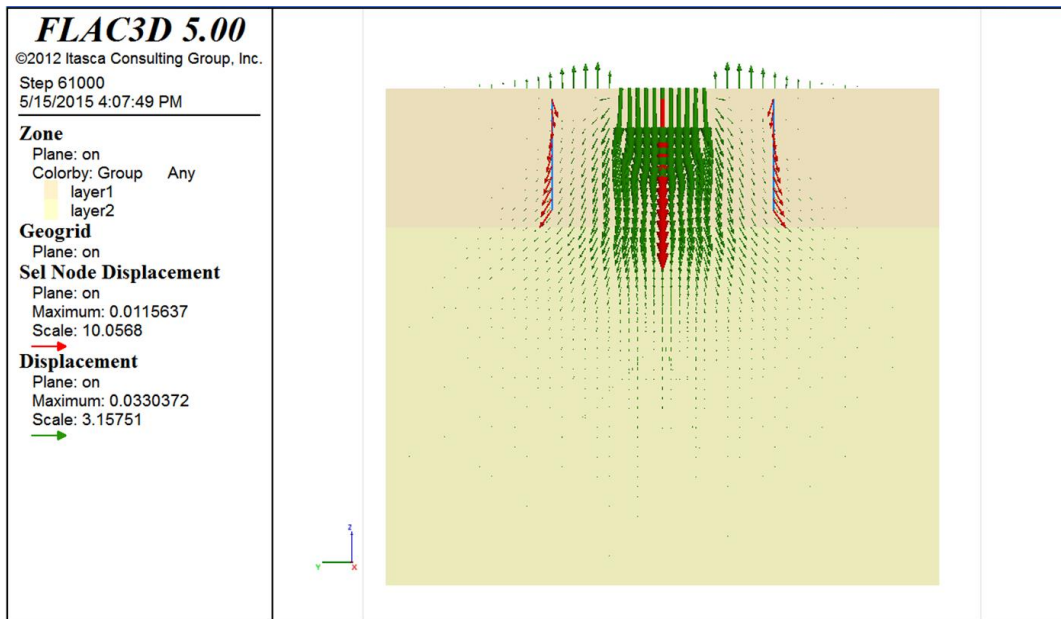 FLAC3D 5.00
©2012 Itasca Consulting Group, Inc.
Step 61000
5/15/2015 4:07:49 PM
Zone
Plane: on
Colorby: Group Any
layer1
layer2
Geogrid
Plane: on
Sel Node Displacement
Plane: on
Maximum: 0.0115637
Scale: 10.0568
Displacement
Plane: on
Maximum: 0.0330372
Scale: 3.15751
Z
Y
X